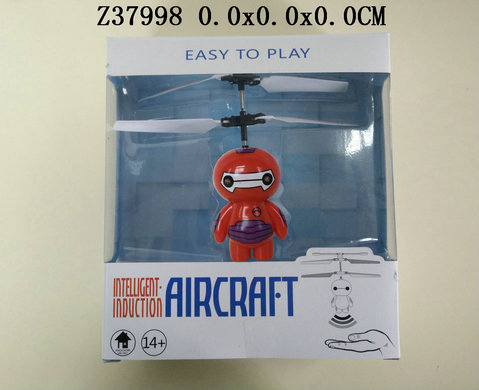 Z37998 0.0x0.0x0.0CM
EASY TO PLAY
INTELLIGENT-
INDUCTION
AIRCRAFT
14+